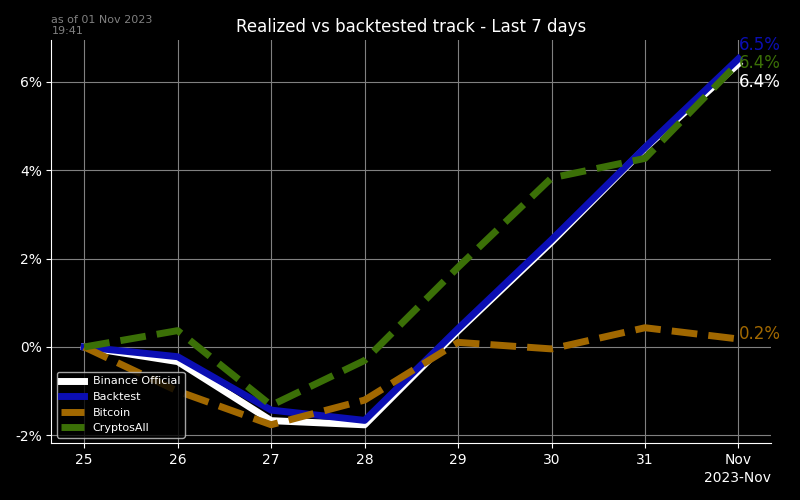 as of 01 Nov 2023
19:41
Realized vs backtested track - Last 7 days
6.5%
6.4%
6.4%
6%
4%
2%
0%
-2%
0.2%
Binance Official
Backtest
Bitcoin
CryptosAll
25 26 27 28 29 30 31 Nov
2023-Nov